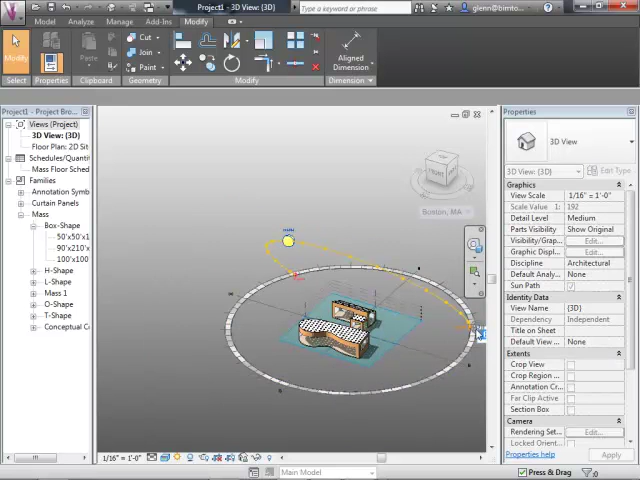 Project1 - 3D View: {3D}
Type a keyword or phrase
glenn@bimto...
Model
Analyze
Manage
Add-Ins
Modify
Modify
Cut
Join
Paint
Aligned
Dimension
Select
Properties
Clipboard
Geometry
Modify
Dimension
Project1 - Project Bro...
Views (Project)
3D View: {3D}
Floor Plan: 2D Sit
Schedules/Quantit
Mass Floor Sched
Families
Annotation Symb
Curtain Panels
Mass
Box-Shape
50'x50'x1
90'x210'x
100'x100'
H-Shape
L-Shape
Mass 1
O-Shape
T-Shape
Conceptual C
FRONT
Boston, MA
Properties
3D View
3D View: {3D}
Edit Type
Graphics
View Scale 1/16" = 1'-0"
Scale Value 1: 192
Detail Level Medium
Parts Visibility Show Original
Visibility/Grap... Edit...
Graphic Displ... Edit...
Discipline Architectural
Default Analy... None
Sun Path
Identity Data
View Name {3D}
Dependency Independent
Title on Sheet
Default View ... None
Extents
Crop View
Crop Region ...
Annotation Cr...
Far Clip Active
Section Box
Camera
Rendering Set... Edit...
Locked Orient...
Properties help
Apply
1/16" = 1'-0"
Main Model
Press & Drag
:0